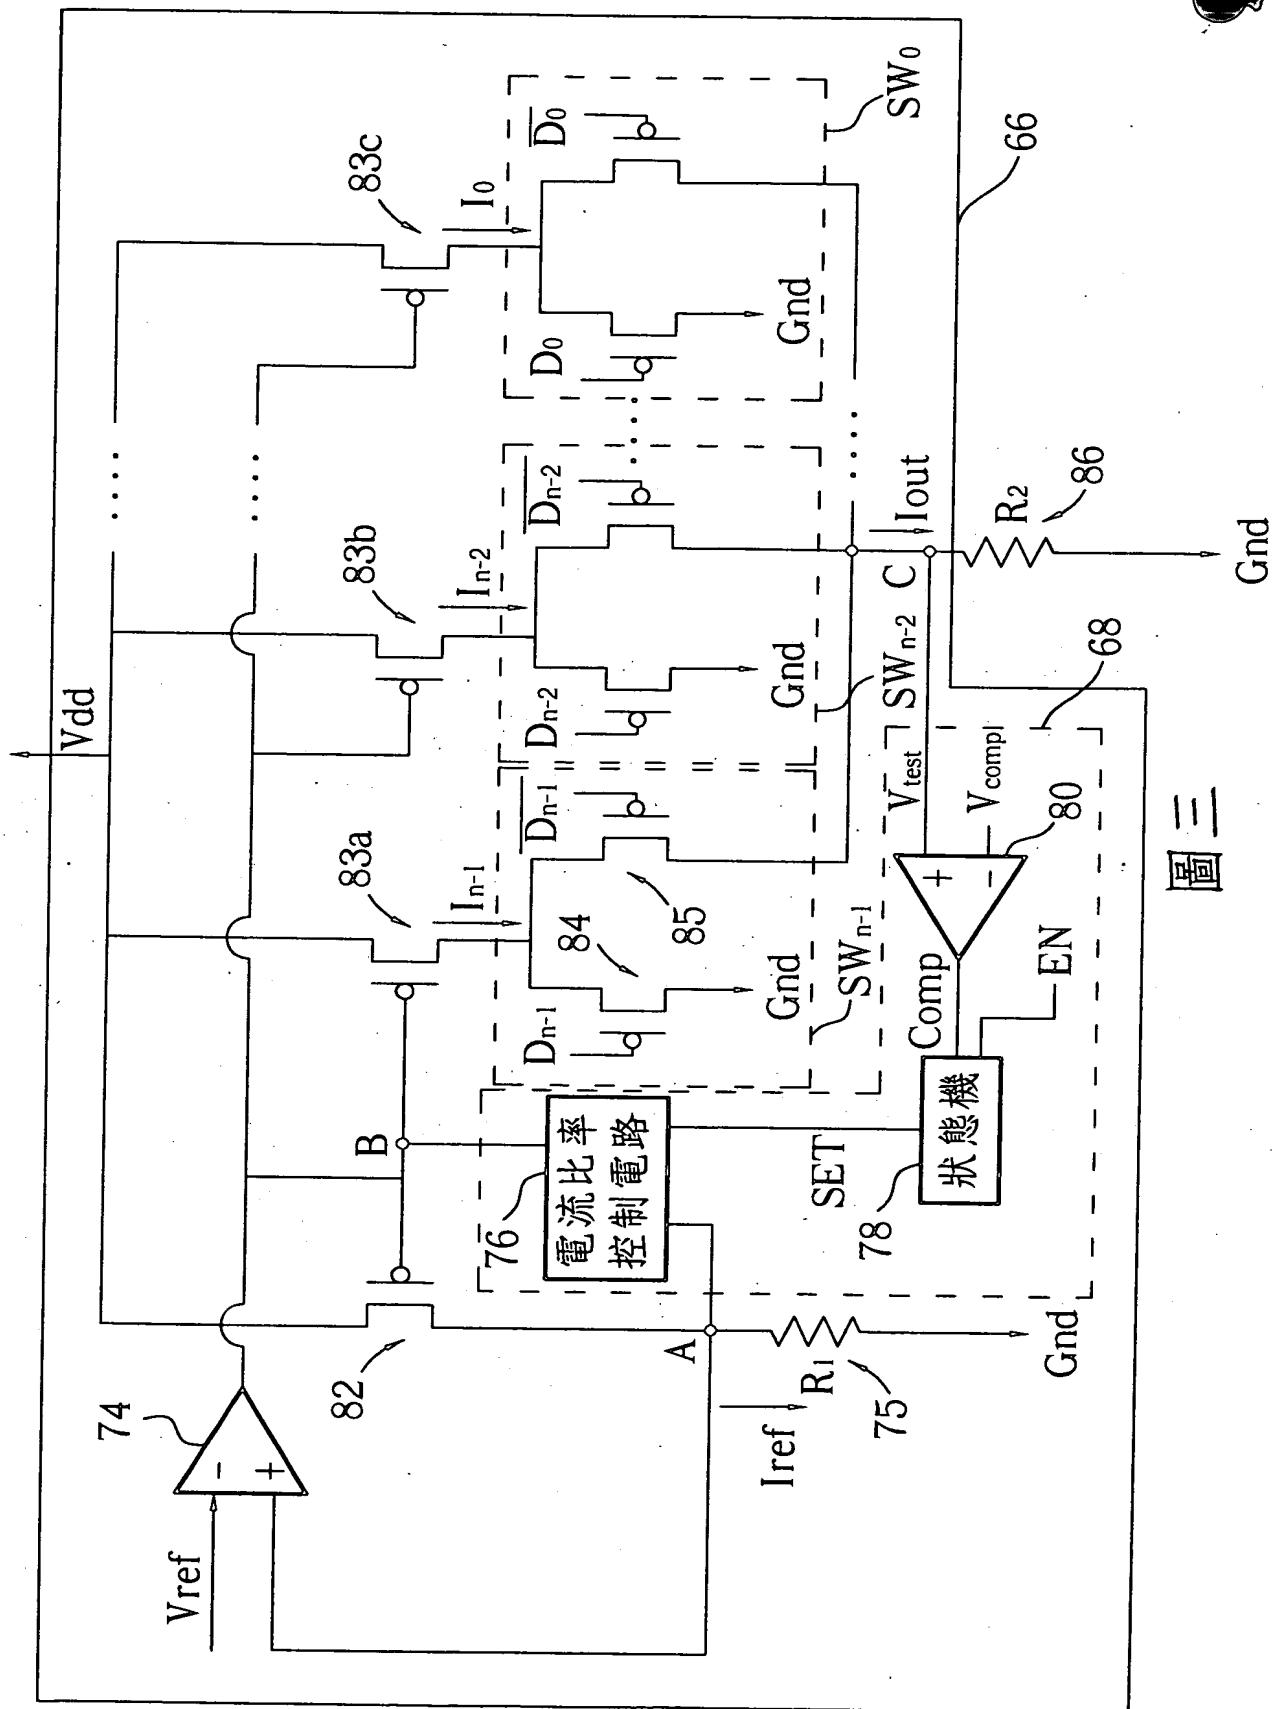 Vdd
74
Vref
-
+
82
83a
83b
83c
B
In-1
In-2
I0
76
電流比率
控制電路
Dn-1
Dn-1
84
85
Gnd
SWn-1
Dn-2
Dn-2
Gnd
SWn-2
D0
D0
Gnd
SW0
A
Iref
R1
75
Gnd
SET
78
狀態機
Comp
EN
+
-
Vtest
Vcomp
80
68
C
Iout
R2
86
Gnd
66
圖三